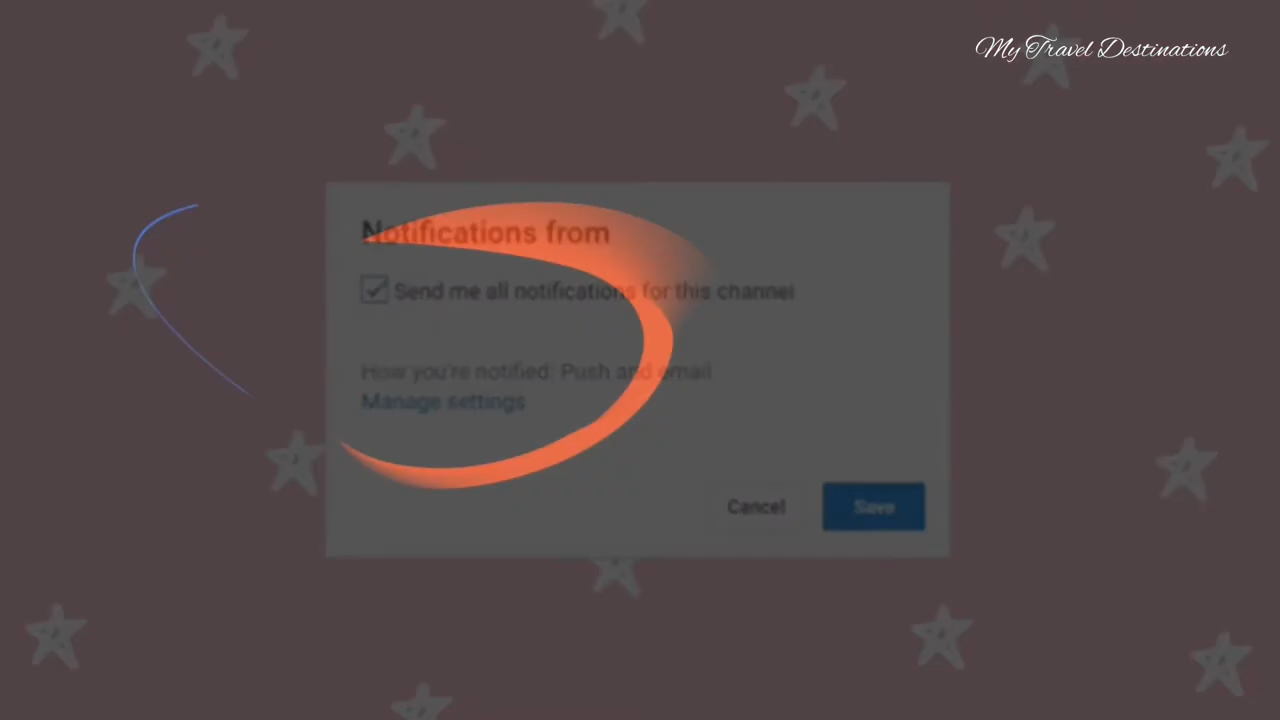 My Travel Destinations
Notifications from
Send me all notifications for this channel
How you're notified: Push and email
Manage settings
Cancel
Save